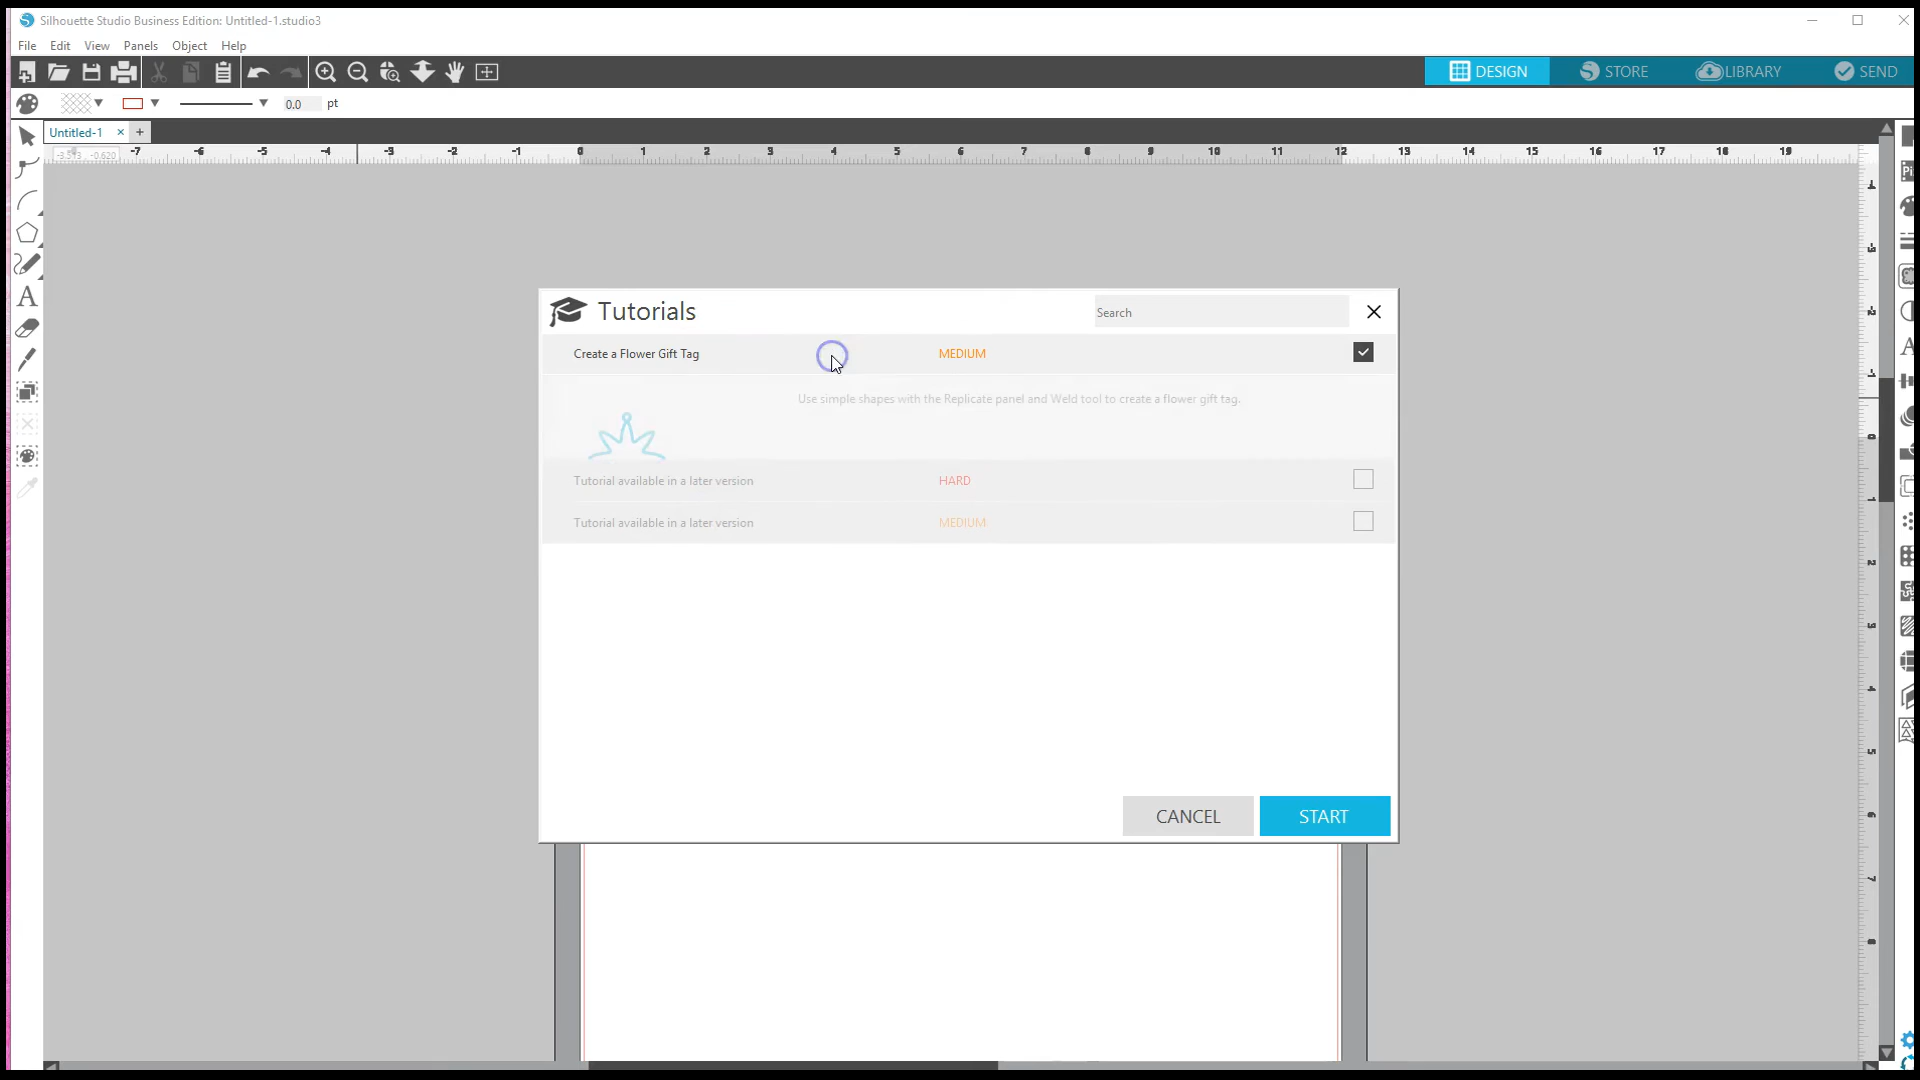 Silhouette Studio Business Edition: Untitled-1.studio3
File Edit View Panels Object Help
DESIGN STORE LIBRARY SEND
0.0 pt
Untitled-1 × +
-7 -6 -5 -4 -3 -2 -1 0 1 2 3 4 5 6 7 8 9 10 11 12 13 14 15 16 17 18 19
Tutorials Search
Create a Flower Gift Tag MEDIUM
Use simple shapes with the Replicate panel and Weld tool to create a flower gift tag.
Tutorial available in a later version HARD
Tutorial available in a later version MEDIUM
CANCEL START